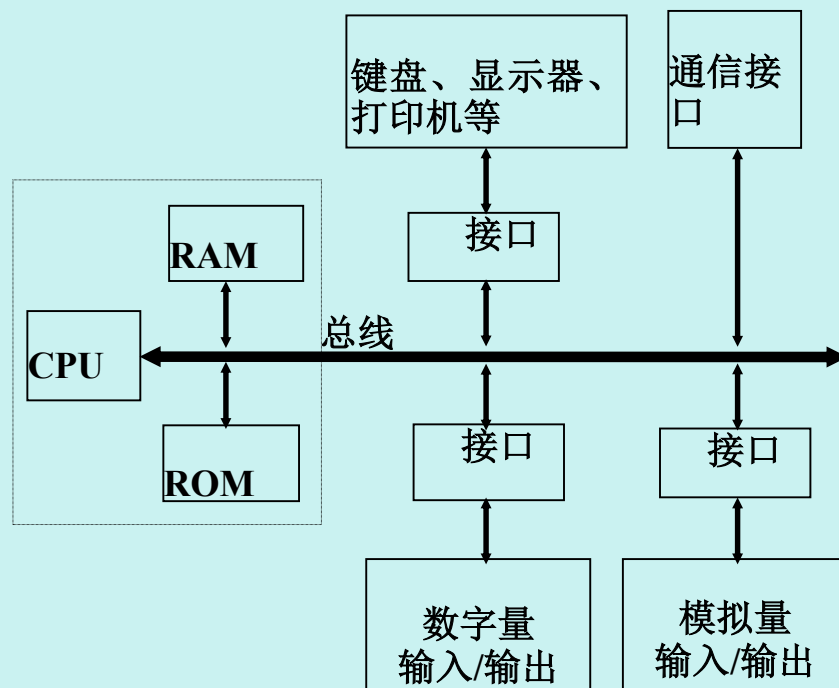 键盘、显示器、
打印机等
通信接
口
接口
RAM
总线
CPU
ROM
接口
接口
数字量
输入/输出
模拟量
输入/输出